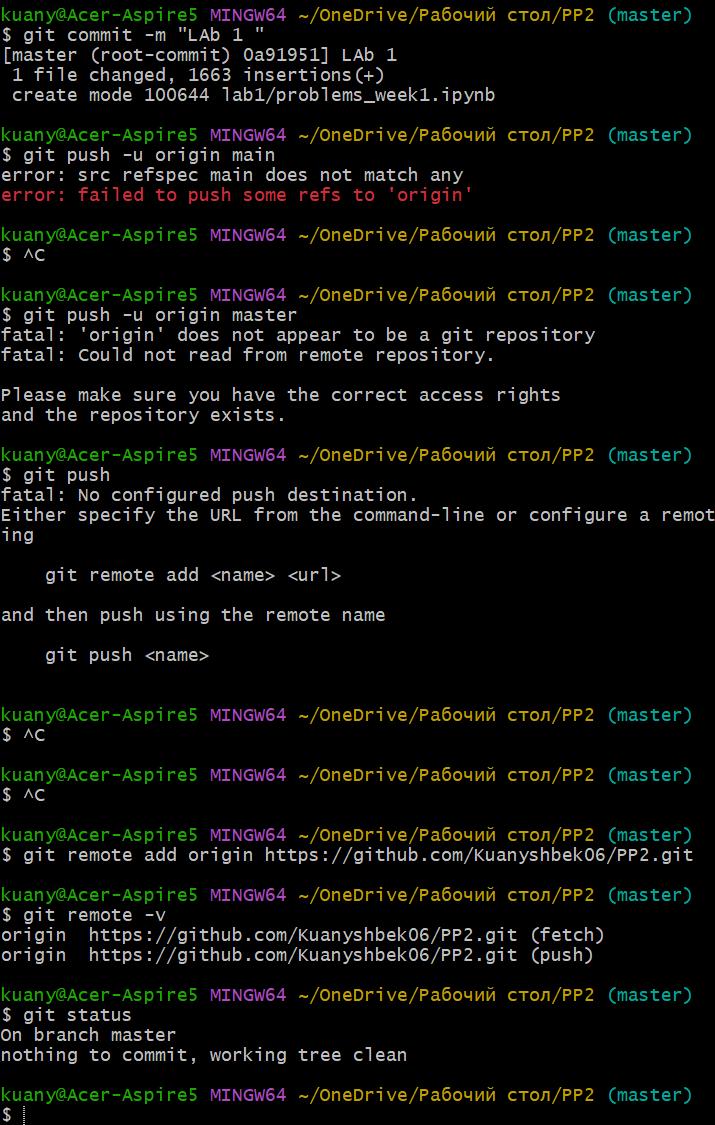 kuany@Acer-Aspire5 MINGW64 ~/OneDrive/Рабочий стол/PP2
$ git commit -m "LAb 1 "
[master (root-commit) 0a91951] LAb 1
 1 file changed, 1663 insertions(+)
 create mode 100644 lab1/problems_week1.ipynb

kuany@Acer-Aspire5 MINGW64 ~/OneDrive/Рабочий стол/PP2 (master)
$ git push -u origin main
error: src refspec main does not match any
error: failed to push some refs to 'origin'

kuany@Acer-Aspire5 MINGW64 ~/OneDrive/Рабочий стол/PP2 (master)
$ ^C

kuany@Acer-Aspire5 MINGW64 ~/OneDrive/Рабочий стол/PP2 (master)
$ git push -u origin master
fatal: 'origin' does not appear to be a git repository
fatal: Could not read from remote repository.

Please make sure you have the correct access rights
and the repository exists.

kuany@Acer-Aspire5 MINGW64 ~/OneDrive/Рабочий стол/PP2 (master)
$ git push
fatal: No configured push destination.
Either specify the URL from the command-line or configure a remot
ing

    git remote add <name> <url>

and then push using the remote name

    git push <name>

kuany@Acer-Aspire5 MINGW64 ~/OneDrive/Рабочий стол/PP2 (master)
$ ^C

kuany@Acer-Aspire5 MINGW64 ~/OneDrive/Рабочий стол/PP2 (master)
$ ^C

kuany@Acer-Aspire5 MINGW64 ~/OneDrive/Рабочий стол/PP2 (master)
$ git remote add origin https://github.com/Kuanyshbek06/PP2.git

kuany@Acer-Aspire5 MINGW64 ~/OneDrive/Рабочий стол/PP2 (master)
$ git remote -v
origin  https://github.com/Kuanyshbek06/PP2.git (fetch)
origin  https://github.com/Kuanyshbek06/PP2.git (push)

kuany@Acer-Aspire5 MINGW64 ~/OneDrive/Рабочий стол/PP2 (master)
$ git status
On branch master
nothing to commit, working tree clean

kuany@Acer-Aspire5 MINGW64 ~/OneDrive/Рабочий стол/PP2 (master)
$